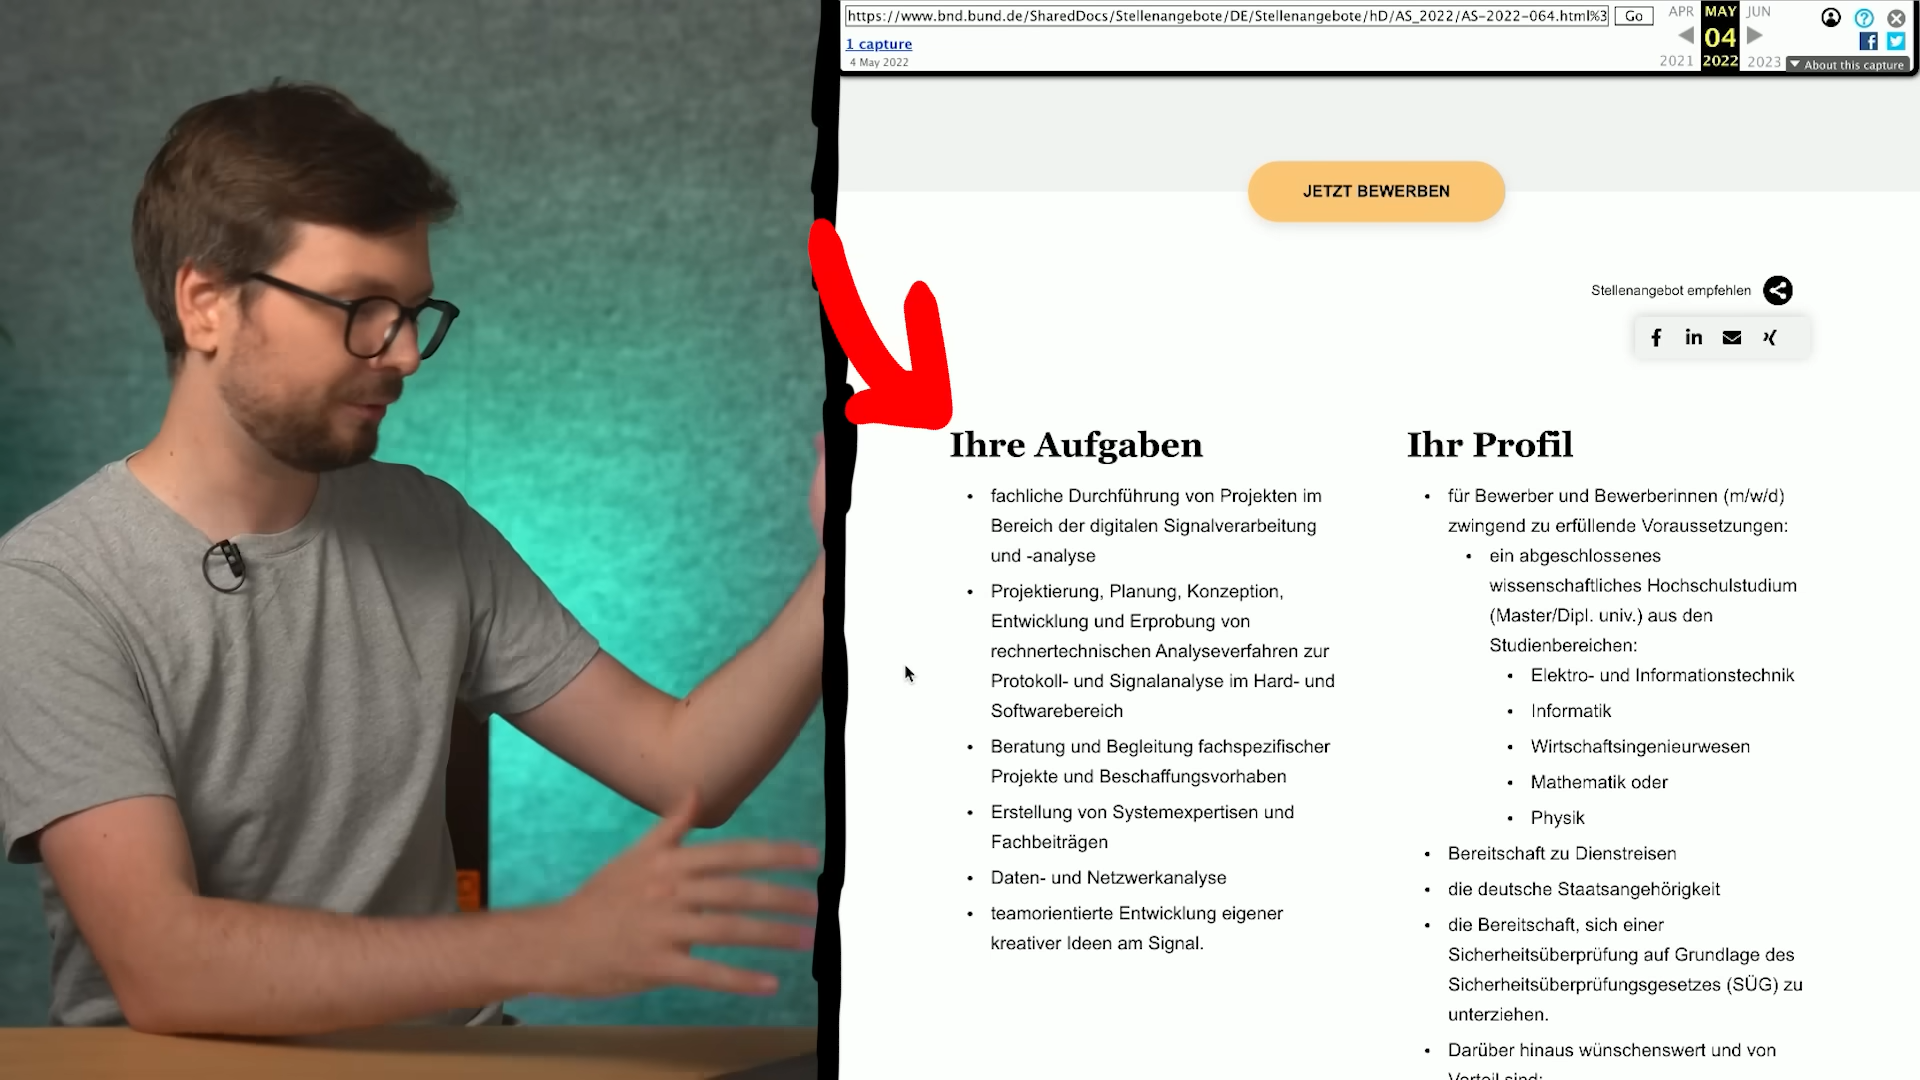 https://www.bnd.bund.de/SharedDocs/Stellenangebote/DE/Stellenangebote/hD/AS_2022/AS-2022-064.html%3
Go
1 capture
4 May 2022
APR
MAY
JUN
04
2021
2022
2023
About this capture
JETZT BEWERBEN
Stellenangebot empfehlen
Ihre Aufgaben
• fachliche Durchführung von Projekten im
Bereich der digitalen Signalverarbeitung
und -analyse
• Projektierung, Planung, Konzeption,
Entwicklung und Erprobung von
rechnertechnischen Analyseverfahren zur
Protokoll- und Signalanalyse im Hard- und
Softwarebereich
• Beratung und Begleitung fachspezifischer
Projekte und Beschaffungsvorhaben
• Erstellung von Systemexpertisen und
Fachbeiträgen
• Daten- und Netzwerkanalyse
• teamorientierte Entwicklung eigener
kreativer Ideen am Signal.
Ihr Profil
• für Bewerber und Bewerberinnen (m/w/d)
zwingend zu erfüllende Voraussetzungen:
• ein abgeschlossenes
wissenschaftliches Hochschulstudium
(Master/Dipl. univ.) aus den
Studienbereichen:
• Elektro- und Informationstechnik
• Informatik
• Wirtschaftsingenieurwesen
• Mathematik oder
• Physik
• Bereitschaft zu Dienstreisen
• die deutsche Staatsangehörigkeit
• die Bereitschaft, sich einer
Sicherheitsüberprüfung auf Grundlage des
Sicherheitsüberprüfungsgesetzes (SÜG) zu
unterziehen.
• Darüber hinaus wünschenswert und von
Vorteil sind: